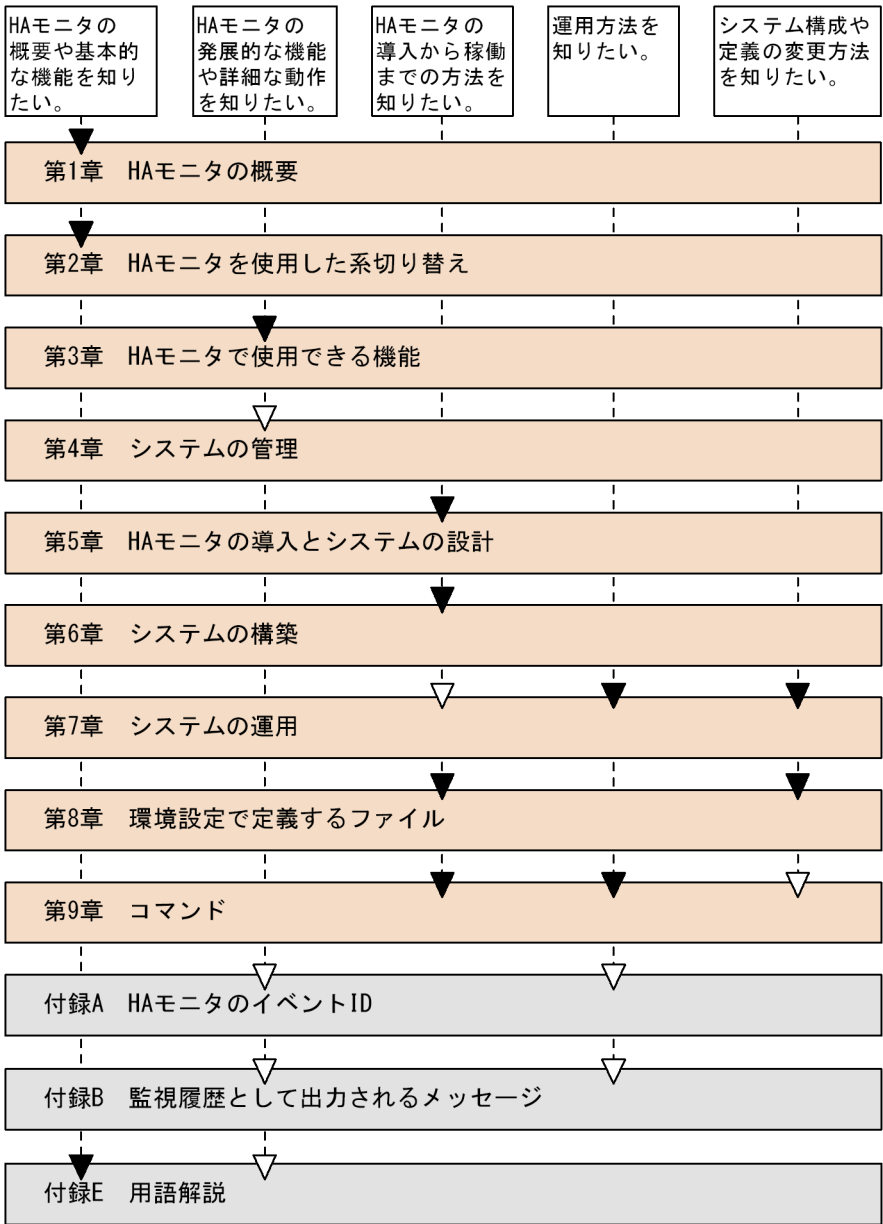 HAモニタの
概要や基本的
な機能を知り
たい。
HAモニタの
発展的な機能
や詳細な動作
を知りたい。
HAモニタの
導入から稼働
までの方法を
知りたい。
運用方法を
知りたい。
システム構成や
定義の変更方法
を知りたい。
第1章 HAモニタの概要
第2章 HAモニタを使用した系切り替え
第3章 HAモニタで使用できる機能
第4章 システムの管理
第5章 HAモニタの導入とシステムの設計
第6章 システムの構築
第7章 システムの運用
第8章 環境設定で定義するファイル
第9章 コマンド
付録A HAモニタのイベントID
付録B 監視履歴として出力されるメッセージ
付録E 用語解説